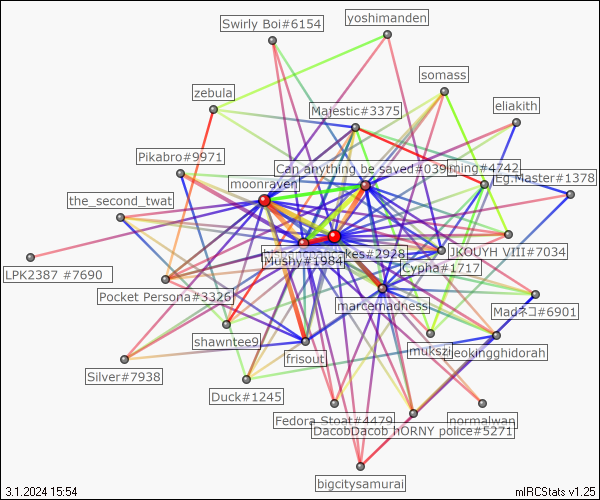 Swirly Boi#6154
yoshimanden
somass
zebula
Majestic#3375
eliakith
Pikabro#9971
Can anything be saved#039
ming#4742
Eg.Master#1378
moonraven
the_second_twat
kes#2928
JKOUYH VIII#7034
Mushy#1984
Cypha#1717
LPK2387 #7690
Pocket Persona#3326
marcemadness
Madネコ#6901
shawntee9
mukszi
eokingghidorah
frisout
Silver#7938
Duck#1245
Fedora Stoat#4479
normalwan
DacobDacob hORNY police#5271
bigcitysamurai
3.1.2024 15:54
mIRCStats v1.25